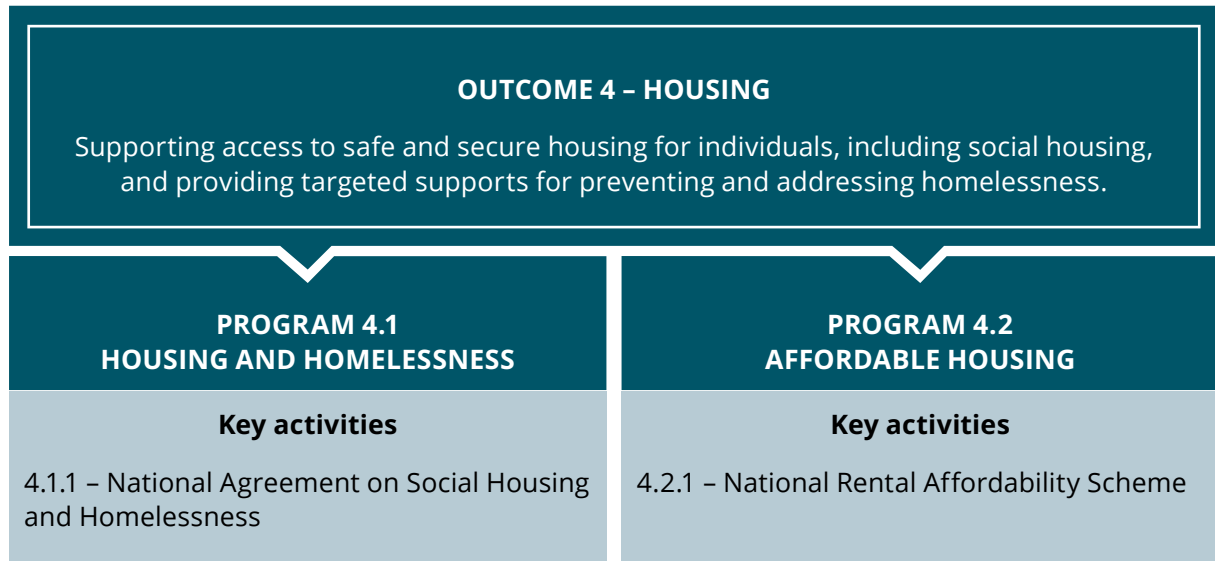 OUTCOME 4 – HOUSING
Supporting access to safe and secure housing for individuals, including social housing,
and providing targeted supports for preventing and addressing homelessness.
PROGRAM 4.1
HOUSING AND HOMELESSNESS
Key activities
4.1.1 – National Agreement on Social Housing
and Homelessness
PROGRAM 4.2
AFFORDABLE HOUSING
Key activities
4.2.1 – National Rental Affordability Scheme